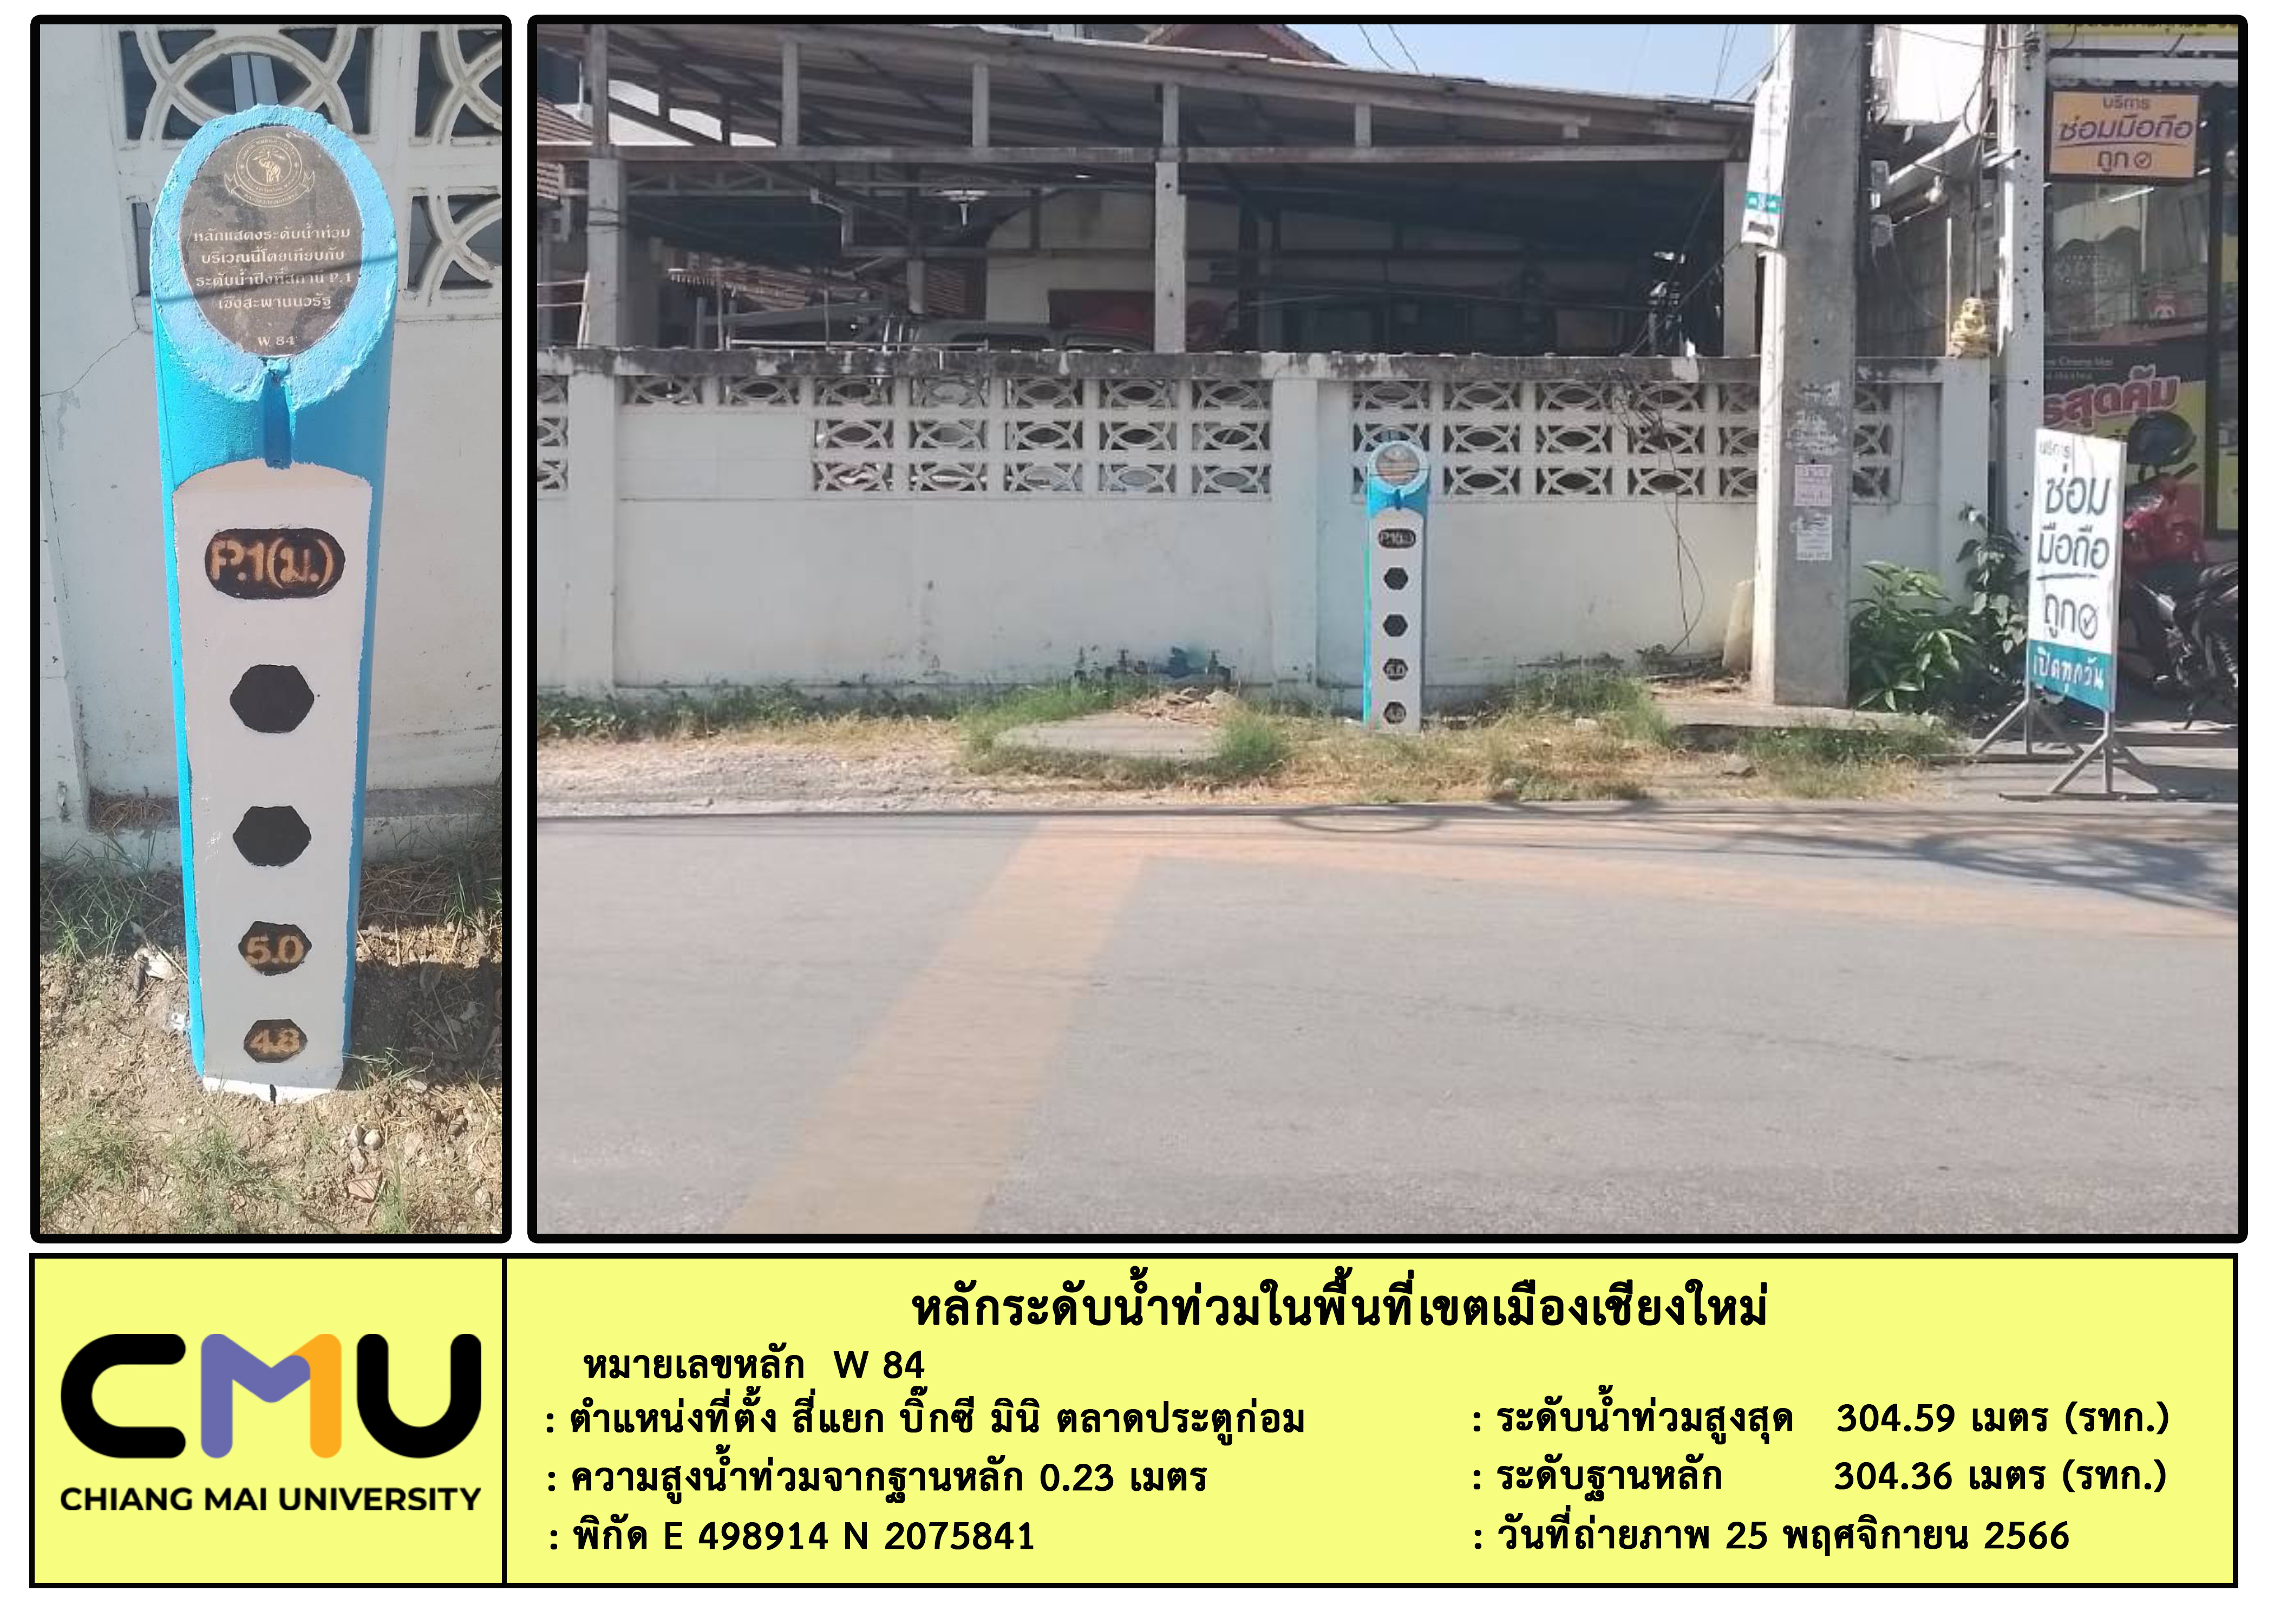 หลักแสดงระดับน้ำท่วม
บริเวณนี้โดยเทียบกับ
ระดับน้ำปิงที่สถานี P.1
เชิงสะพานนวรัฐ
W 84
P.1(ม.)
5.0
4.8
บริการ
ซ่อมมือถือ
ถูก
OPEN
รสุดคุ้ม
บริการ
ซ่อม
มือถือ
ถูก
เปิดทุกวัน
P.1(ม.)
5.0
4.8
CMU
CHIANG MAI UNIVERSITY
หลักระดับน้ำท่วมในพื้นที่เขตเมืองเชียงใหม่
หมายเลขหลัก W 84
: ตำแหน่งที่ตั้ง สี่แยก บิ๊กซี มินิ ตลาดประตูก่อม
: ความสูงน้ำท่วมจากฐานหลัก 0.23 เมตร
: พิกัด E 498914 N 2075841
: ระดับน้ำท่วมสูงสุด 304.59 เมตร (รทก.)
: ระดับฐานหลัก 304.36 เมตร (รทก.)
: วันที่ถ่ายภาพ 25 พฤศจิกายน 2566